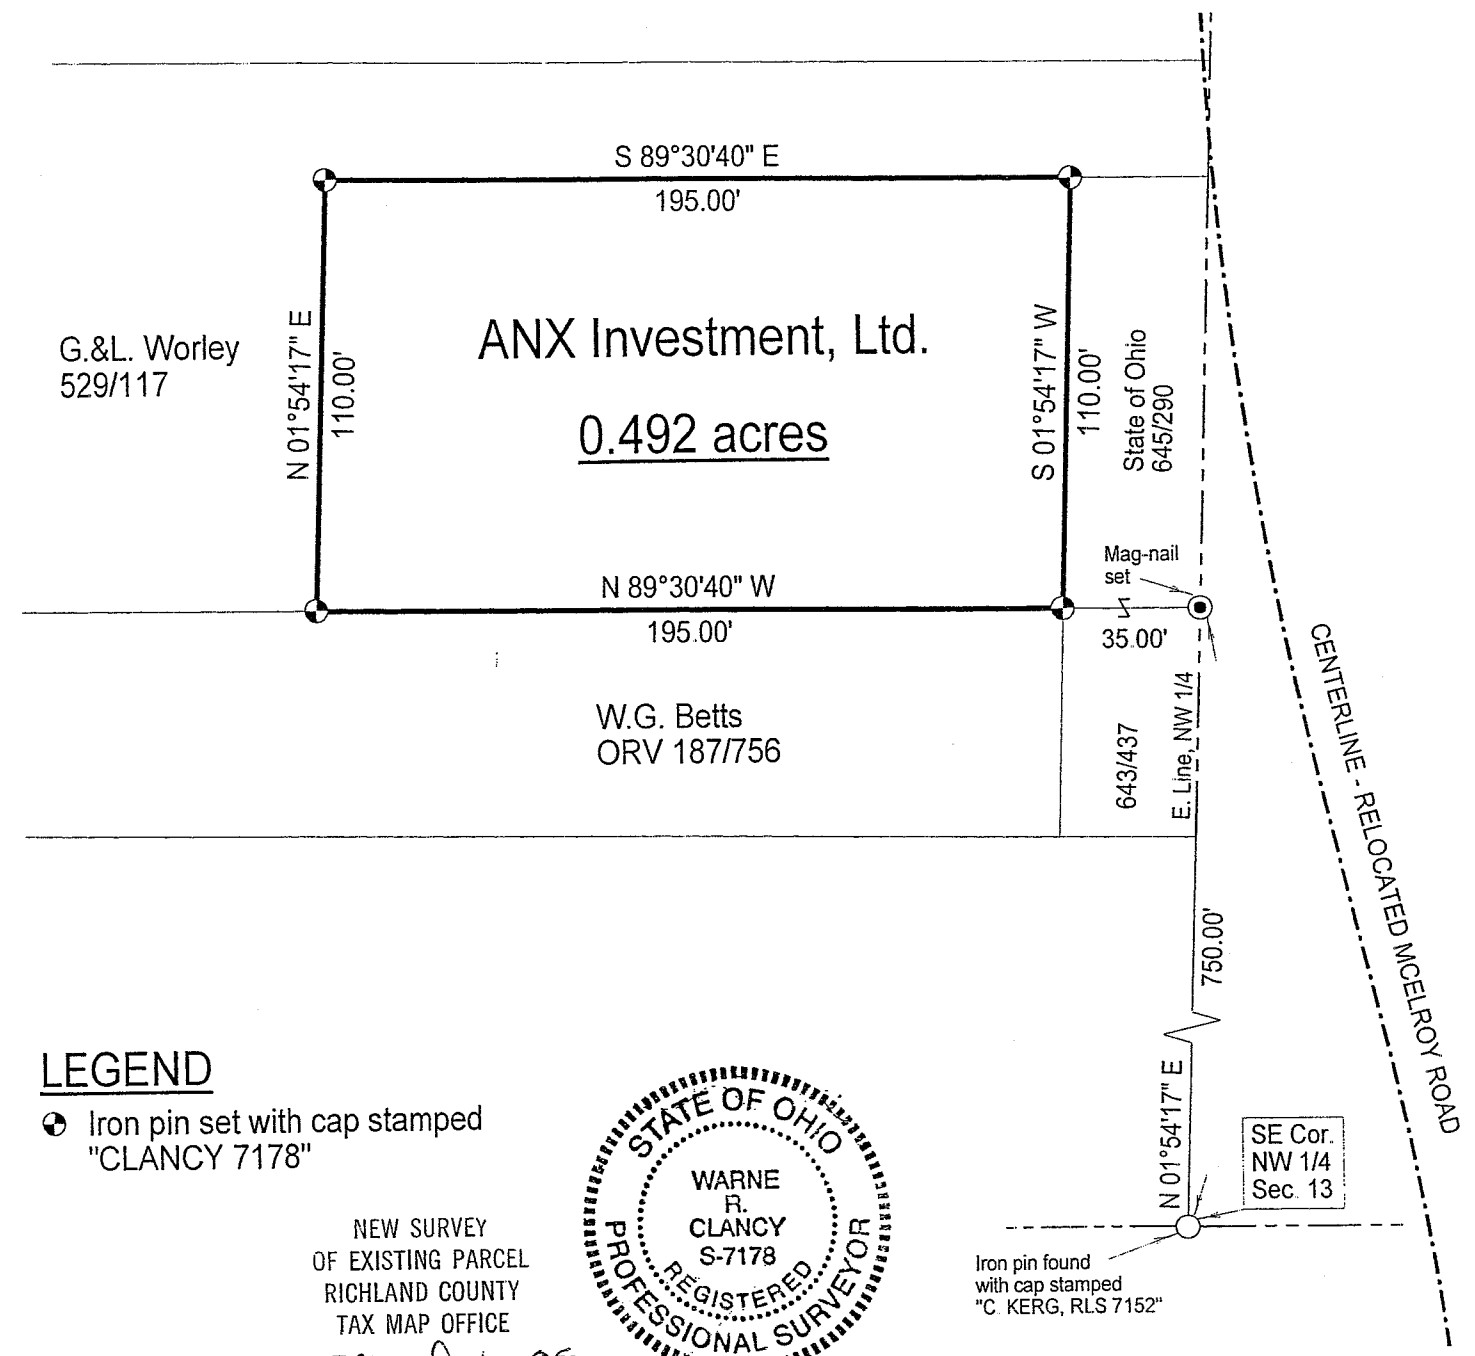 S 89°30'40" E
195.00'
G.&L. Worley
529/117
N 01°54'17" E
110.00'
ANX Investment, Ltd.
0.492 acres
S 01°54'17" W
110.00'
State of Ohio
645/290
Mag-nail
set
N 89°30'40" W
195.00'
35.00'
W.G. Betts
ORV 187/756
643/437
E. Line, NW 1/4
CENTERLINE - RELOCATED MCELROY ROAD
750.00'
N 01°54'17" E
SE Cor.
NW 1/4
Sec. 13
Iron pin found
with cap stamped
"C. KERG, RLS 7152"
LEGEND
Iron pin set with cap stamped
"CLANCY 7178"
NEW SURVEY
OF EXISTING PARCEL
RICHLAND COUNTY
TAX MAP OFFICE
STATE OF OHIO
WARNE
R.
CLANCY
S-7178
REGISTERED
PROFESSIONAL SURVEYOR